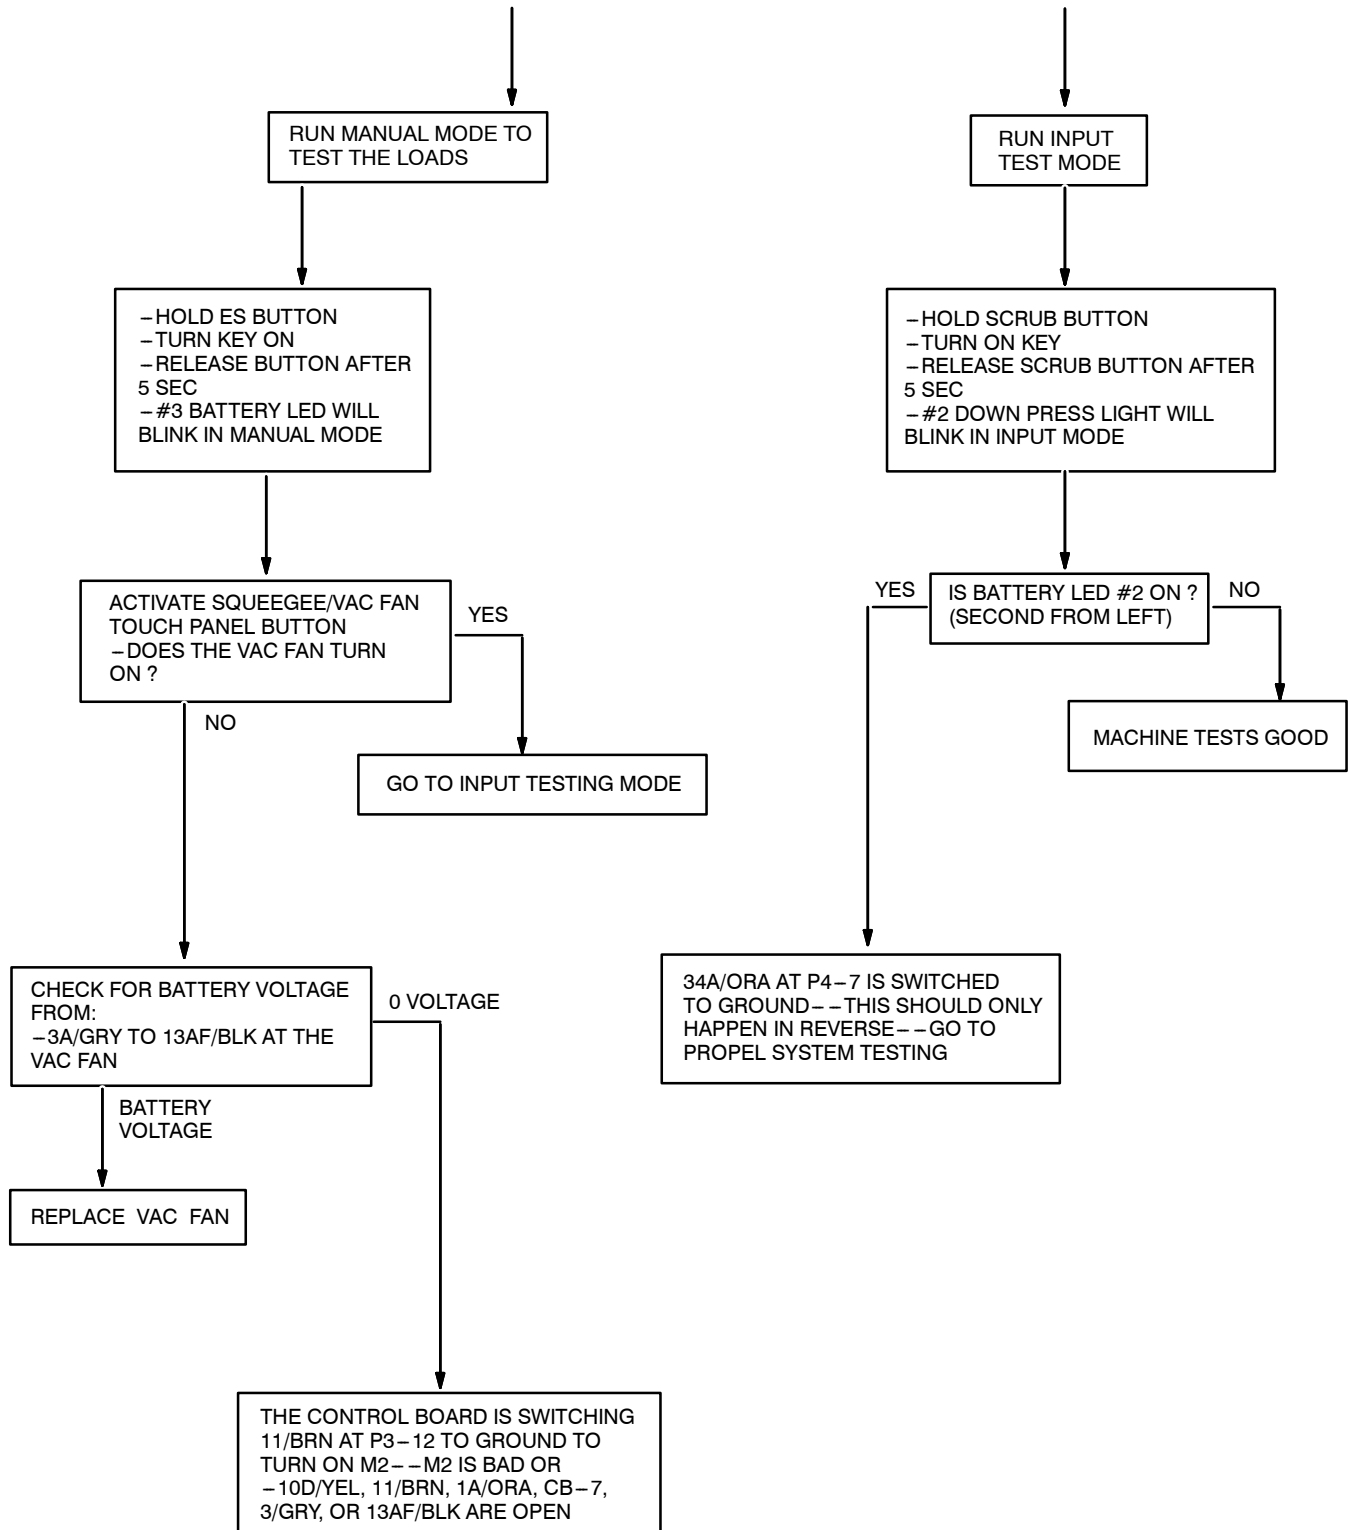 RUN MANUAL MODE TO
TEST THE LOADS
–HOLD ES BUTTON
–TURN KEY ON
–RELEASE BUTTON AFTER
5 SEC
–#3 BATTERY LED WILL
BLINK IN MANUAL MODE
ACTIVATE SQUEEGEE/VAC FAN
TOUCH PANEL BUTTON
–DOES THE VAC FAN TURN
ON ?
YES
NO
GO TO INPUT TESTING MODE
CHECK FOR BATTERY VOLTAGE
FROM:
–3A/GRY TO 13AF/BLK AT THE
VAC FAN
0 VOLTAGE
BATTERY
VOLTAGE
REPLACE VAC FAN
THE CONTROL BOARD IS SWITCHING
11/BRN AT P3–12 TO GROUND TO
TURN ON M2––M2 IS BAD OR
–10D/YEL, 11/BRN, 1A/ORA, CB–7,
3/GRY, OR 13AF/BLK ARE OPEN
RUN INPUT
TEST MODE
–HOLD SCRUB BUTTON
–TURN ON KEY
–RELEASE SCRUB BUTTON AFTER
5 SEC
–#2 DOWN PRESS LIGHT WILL
BLINK IN INPUT MODE
IS BATTERY LED #2 ON ?
(SECOND FROM LEFT)
YES
NO
MACHINE TESTS GOOD
34A/ORA AT P4–7 IS SWITCHED
TO GROUND––THIS SHOULD ONLY
HAPPEN IN REVERSE––GO TO
PROPEL SYSTEM TESTING